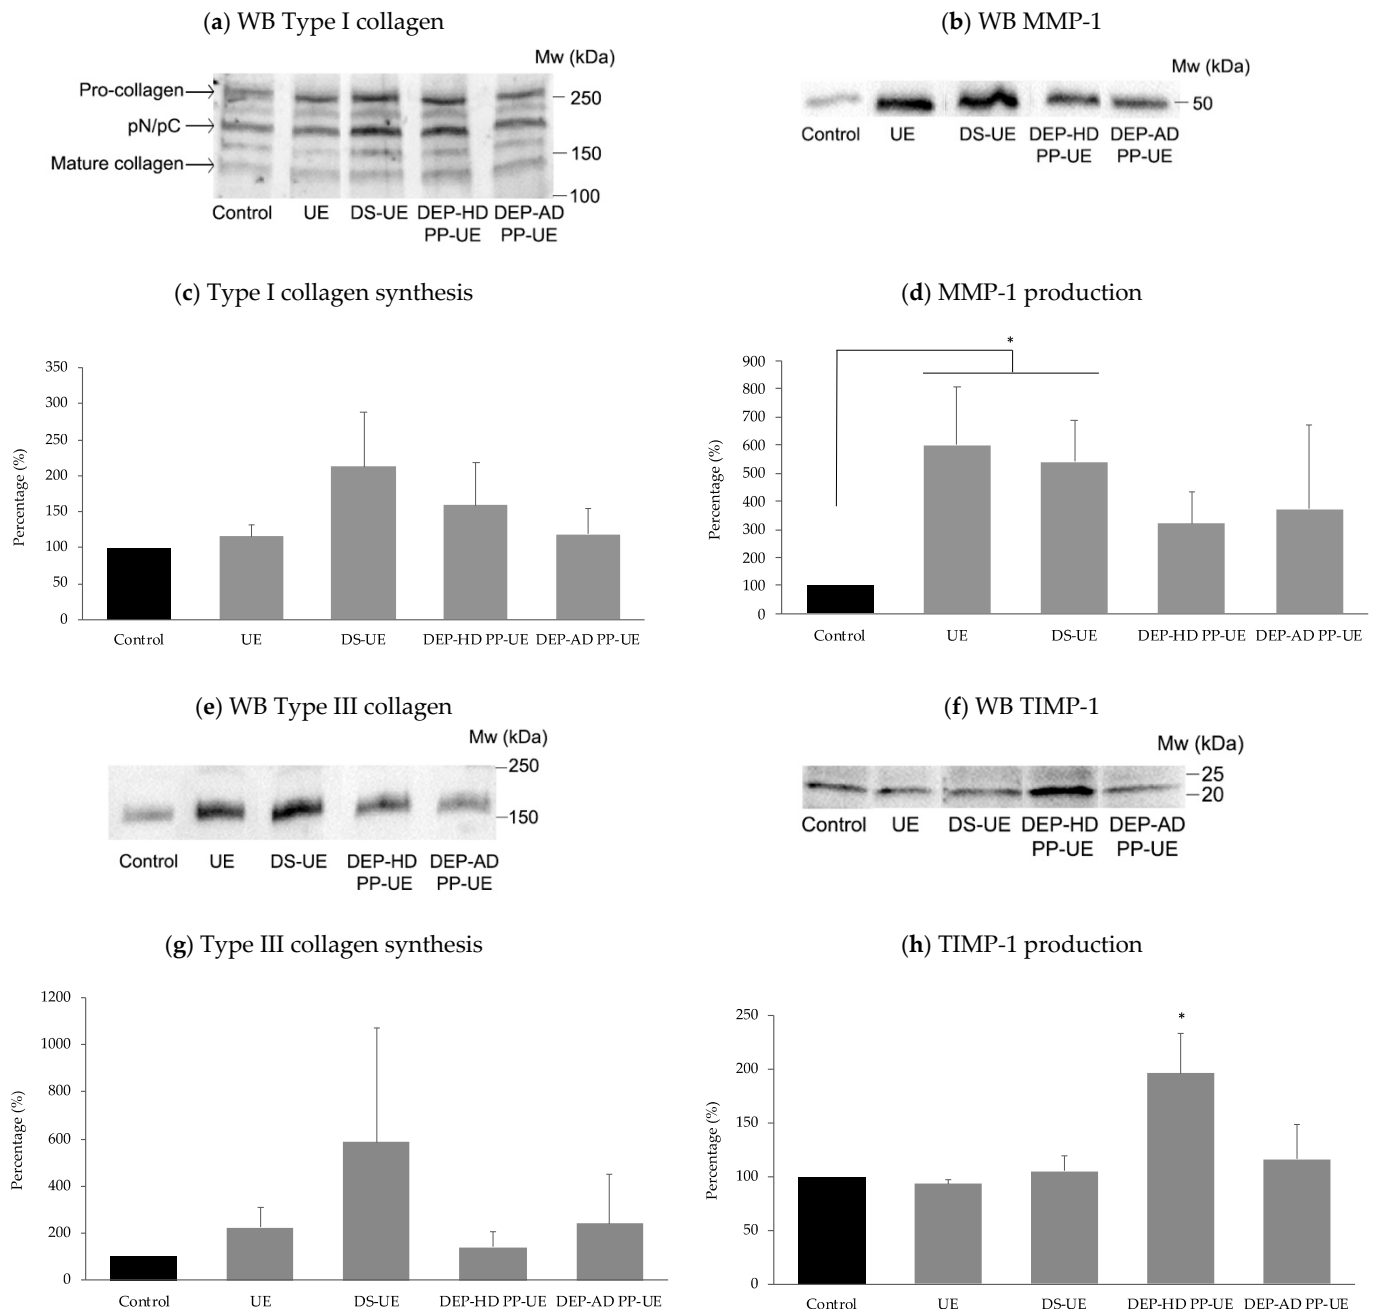 (a) WB Type I collagen
Mw (kDa)
Pro-collagen
250
pN/pC
150
Mature collagen
100
Control UE DS-UE DEP-HD PP-UE DEP-AD PP-UE
(b) WB MMP-1
Mw (kDa)
50
Control UE DS-UE DEP-HD PP-UE DEP-AD PP-UE
(c) Type I collagen synthesis
350
300
250
200
150
100
50
0
Percentage (%)
Control UE DS-UE DEP-HD PP-UE DEP-AD PP-UE
(d) MMP-1 production
*
900
800
700
600
500
400
300
200
100
0
Percentage (%)
Control UE DS-UE DEP-HD PP-UE DEP-AD PP-UE
(e) WB Type III collagen
Mw (kDa)
250
150
Control UE DS-UE DEP-HD PP-UE DEP-AD PP-UE
(f) WB TIMP-1
Mw (kDa)
25
20
Control UE DS-UE DEP-HD PP-UE DEP-AD PP-UE
(g) Type III collagen synthesis
1200
1000
800
600
400
200
0
Percentage (%)
Control UE DS-UE DEP-HD PP-UE DEP-AD PP-UE
(h) TIMP-1 production
250
*
200
150
100
50
0
Percentage (%)
Control UE DS-UE DEP-HD PP-UE DEP-AD PP-UE